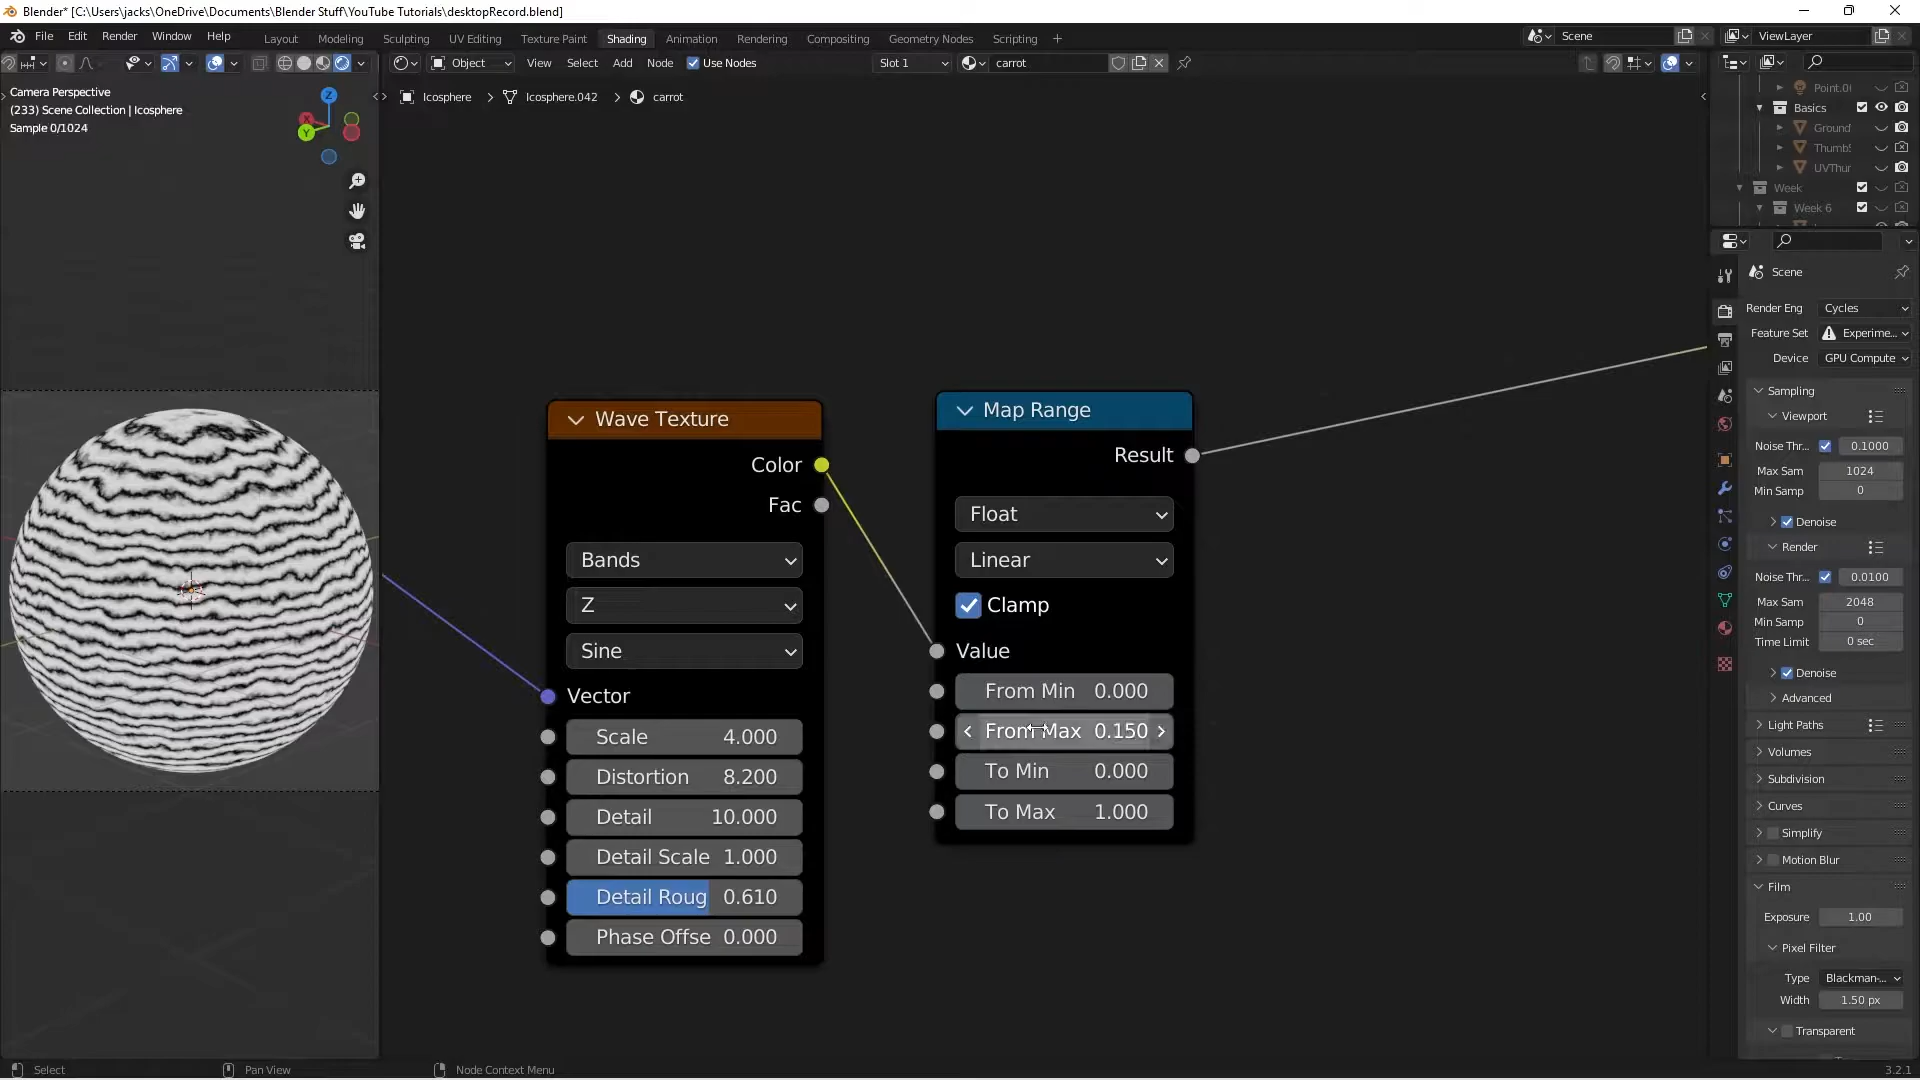 Blender* [C:\Users\jacks\OneDrive\Documents\Blender Stuff\YouTube Tutorials\desktopRecord.blend]
File Edit Render Window Help Layout Modeling Sculpting UV Editing Texture Paint Shading Animation Rendering Compositing Geometry Nodes Scripting + Scene ViewLayer
Object View Select Add Node Use Nodes Slot 1 carrot
Icosphere > Icosphere.042 > carrot
Camera Perspective
(233) Scene Collection | Icosphere
Sample 0/1024
Z
Y
Wave Texture
Color
Fac
Bands
Z
Sine
Vector
Scale 4.000
Distortion 8.200
Detail 10.000
Detail Scale 1.000
Detail Roug 0.610
Phase Offse 0.000
Map Range
Result
Float
Linear
Clamp
Value
From Min 0.000
From Max 0.150
To Min 0.000
To Max 1.000
Basics
Ground
UVThur
Week
Week 6
Scene
Render Eng Cycles
Feature Set Experime...
Device GPU Compute
Sampling
Viewport
Noise Thr... 0.1000
Max Sam 1024
Min Samp 0
Denoise
Render
Noise Thr... 0.0100
Max Sam 2048
Min Samp 0
Time Limit 0 sec
Denoise
Advanced
Light Paths
Volumes
Subdivision
Curves
Simplify
Motion Blur
Film
Exposure 1.00
Pixel Filter
Type Blackman-...
Width 1.50 px
Transparent
Select Pan View Node Context Menu 3.2.1